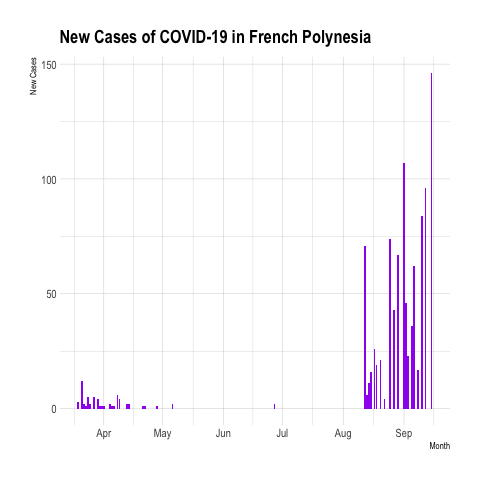 New Cases of COVID-19 in French Polynesia
New Cases
150
100
50
0
Apr May Jun Jul Aug Sep
Month